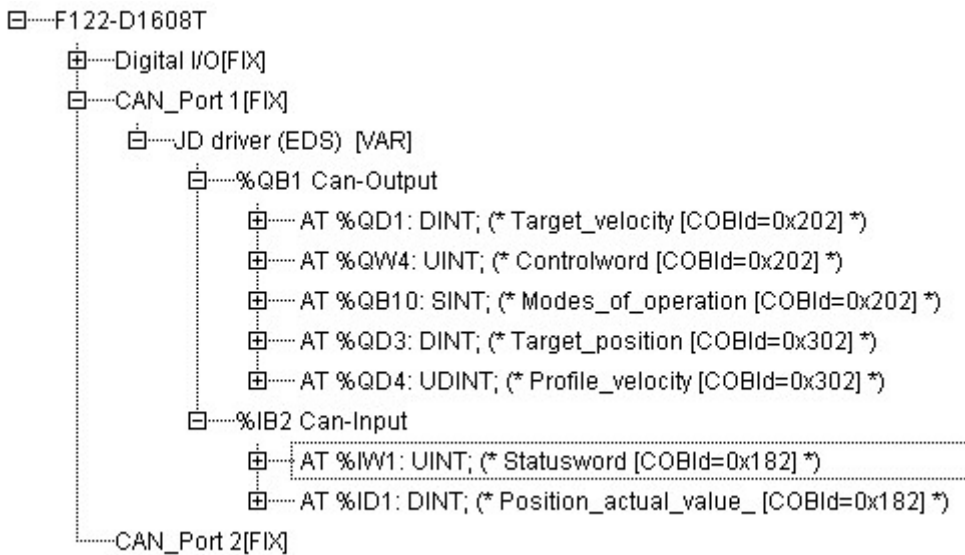 F122-D1608T
Digital I/O[FIX]
CAN_Port 1[FIX]
JD driver (EDS) [VAR]
%QB1 Can-Output
AT %QD1: DINT; (* Target_velocity [COBId=0x202] *)
AT %QW4: UINT; (* Controlword [COBId=0x202] *)
AT %QB10: SINT; (* Modes_of_operation [COBId=0x202] *)
AT %QD3: DINT; (* Target_position [COBId=0x302] *)
AT %QD4: UDINT; (* Profile_velocity [COBId=0x302] *)
%IB2 Can-Input
AT %IW1: UINT; (* Statusword [COBId=0x182] *)
AT %ID1: DINT; (* Position_actual_value_ [COBId=0x182] *)
CAN_Port 2[FIX]